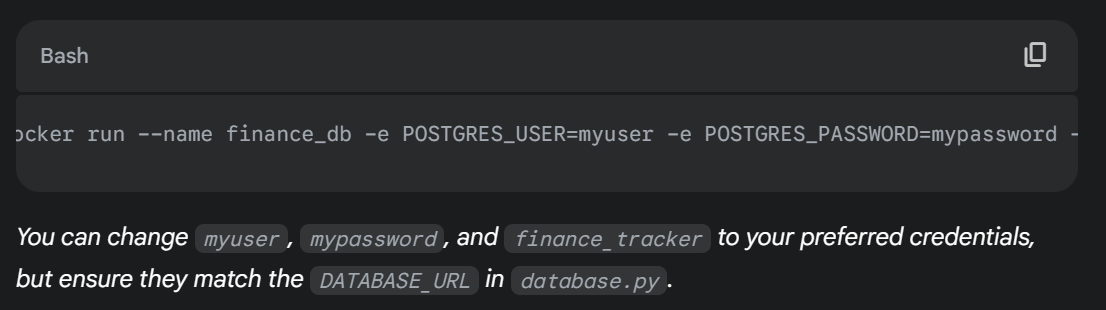 Bash
ocker run --name finance_db -e POSTGRES_USER=myuser -e POSTGRES_PASSWORD=mypassword -
You can change myuser, mypassword, and finance_tracker to your preferred credentials,
but ensure they match the DATABASE_URL in database.py.